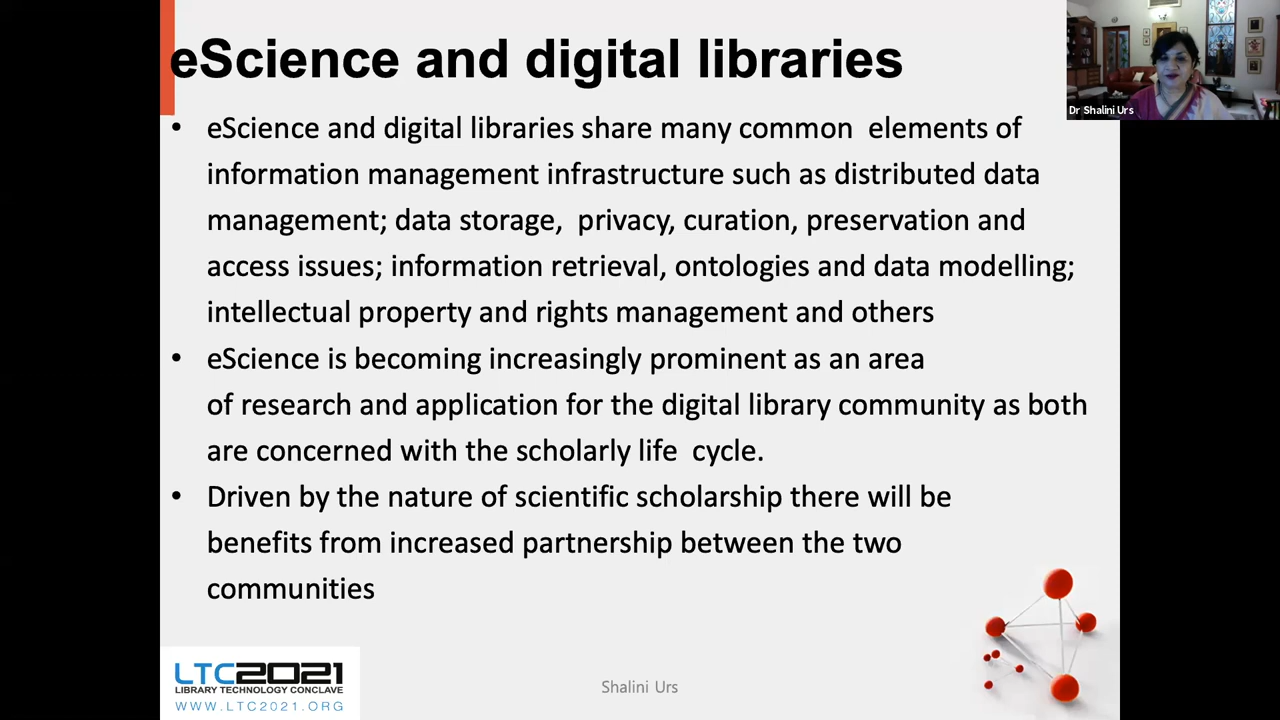 eScience and digital libraries
Dr Shalini Urs
• eScience and digital libraries share many common elements of
information management infrastructure such as distributed data
management; data storage, privacy, curation, preservation and
access issues; information retrieval, ontologies and data modelling;
intellectual property and rights management and others
• eScience is becoming increasingly prominent as an area
of research and application for the digital library community as both
are concerned with the scholarly life cycle.
• Driven by the nature of scientific scholarship there will be
benefits from increased partnership between the two
communities
LTC2021
LIBRARY TECHNOLOGY CONCLAVE
WWW.LTC2021.ORG
Shalini Urs